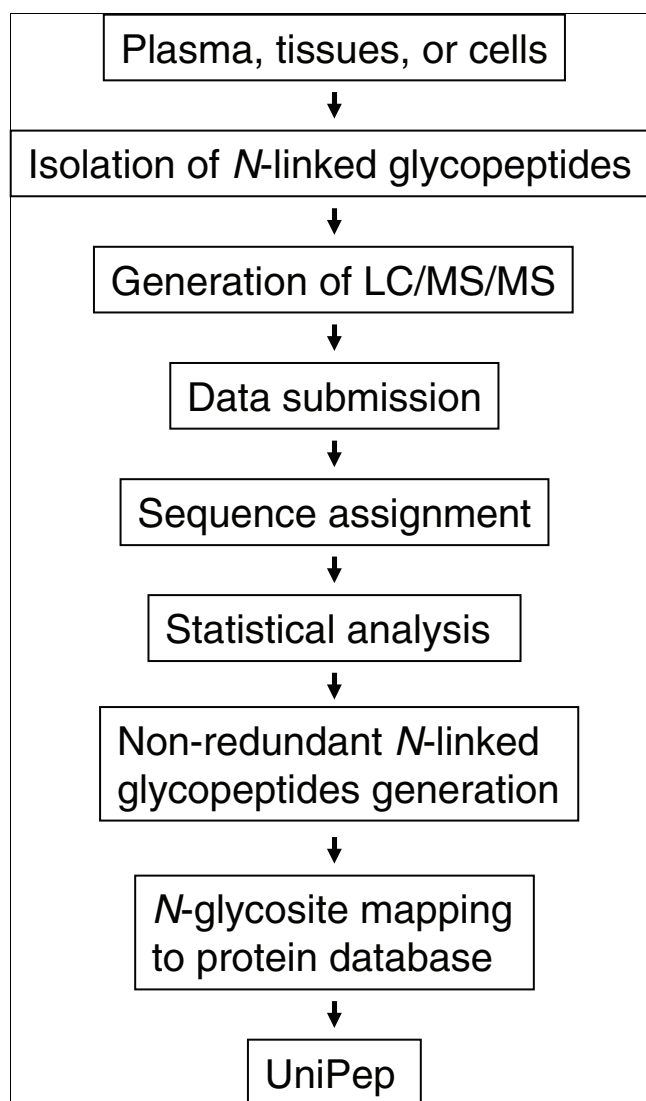 Plasma, tissues, or cells
Isolation of N-linked glycopeptides
Generation of LC/MS/MS
Data submission
Sequence assignment
Statistical analysis
Non-redundant N-linked
glycopeptides generation
N-glycosite mapping
to protein database
UniPep